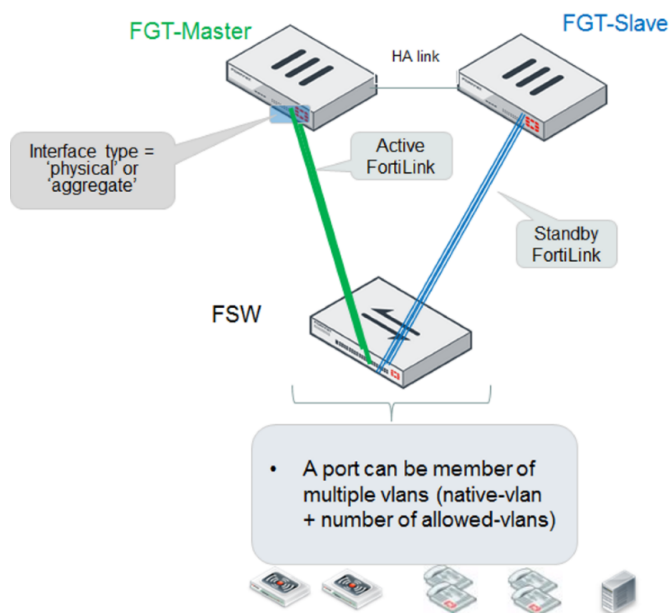 FGT-Master
FGT-Slave
HA link
Interface type =
‘physical’ or
‘aggregate’
Active
FortiLink
Standby
FortiLink
FSW
• A port can be member of
multiple vlans (native-vlan
+ number of allowed-vlans)